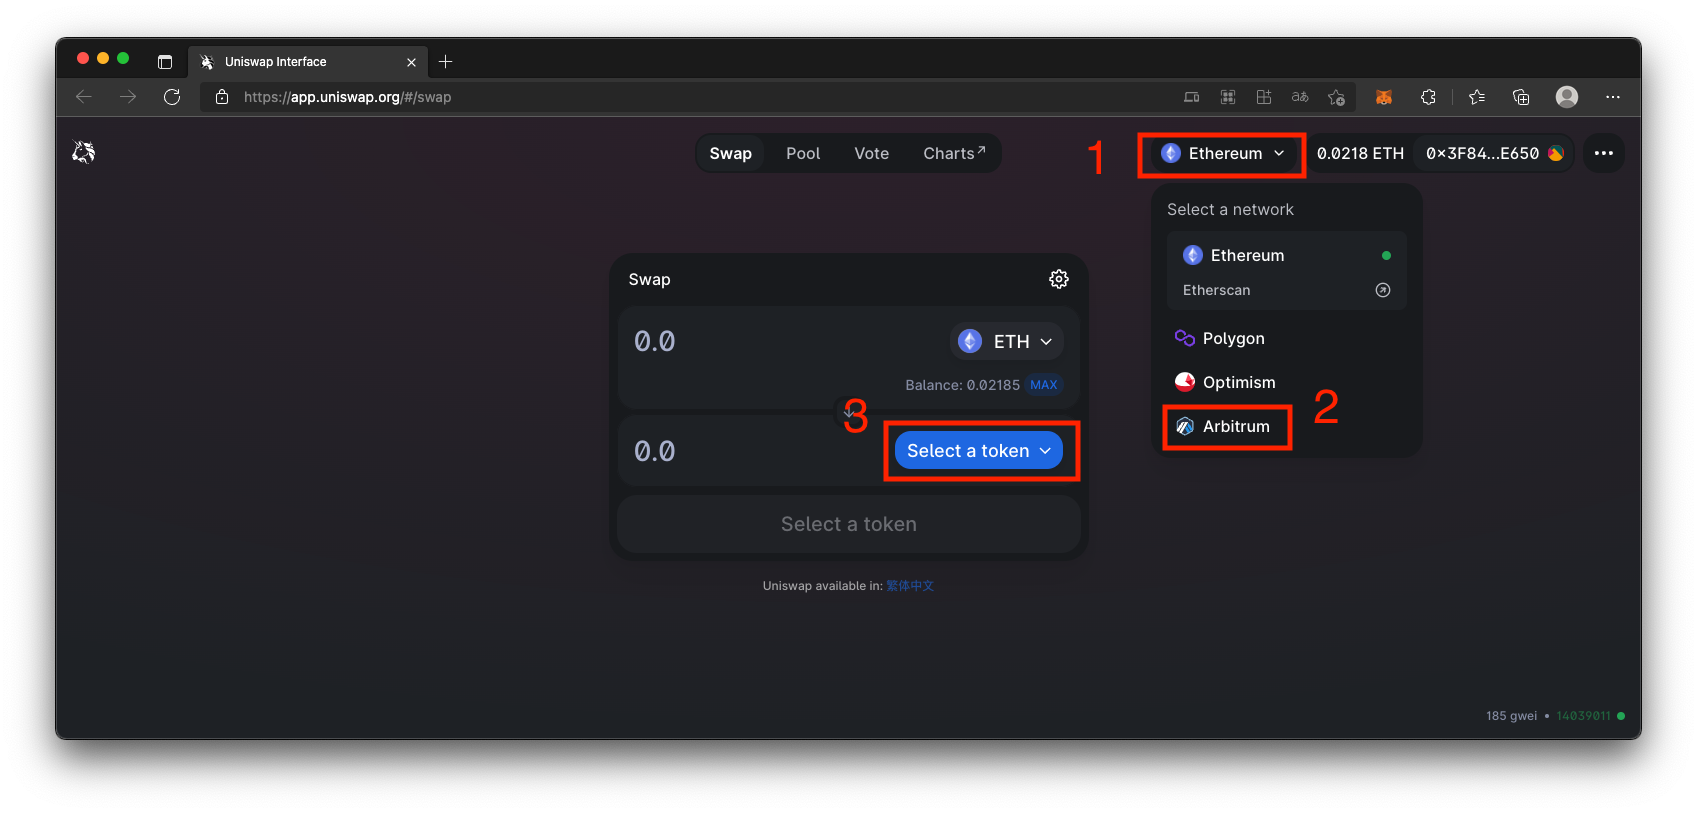 Uniswap Interface
https://app.uniswap.org/#/swap
Swap Pool Vote Charts↗
1
Ethereum 0.0218 ETH 0x3F84...E650
Select a network
Ethereum
Etherscan
Polygon
Optimism
Arbitrum
2
Swap
0.0 ETH
Balance: 0.02185 MAX
3
0.0 Select a token
Select a token
Uniswap available in: 繁体中文
185 gwei • 14039011